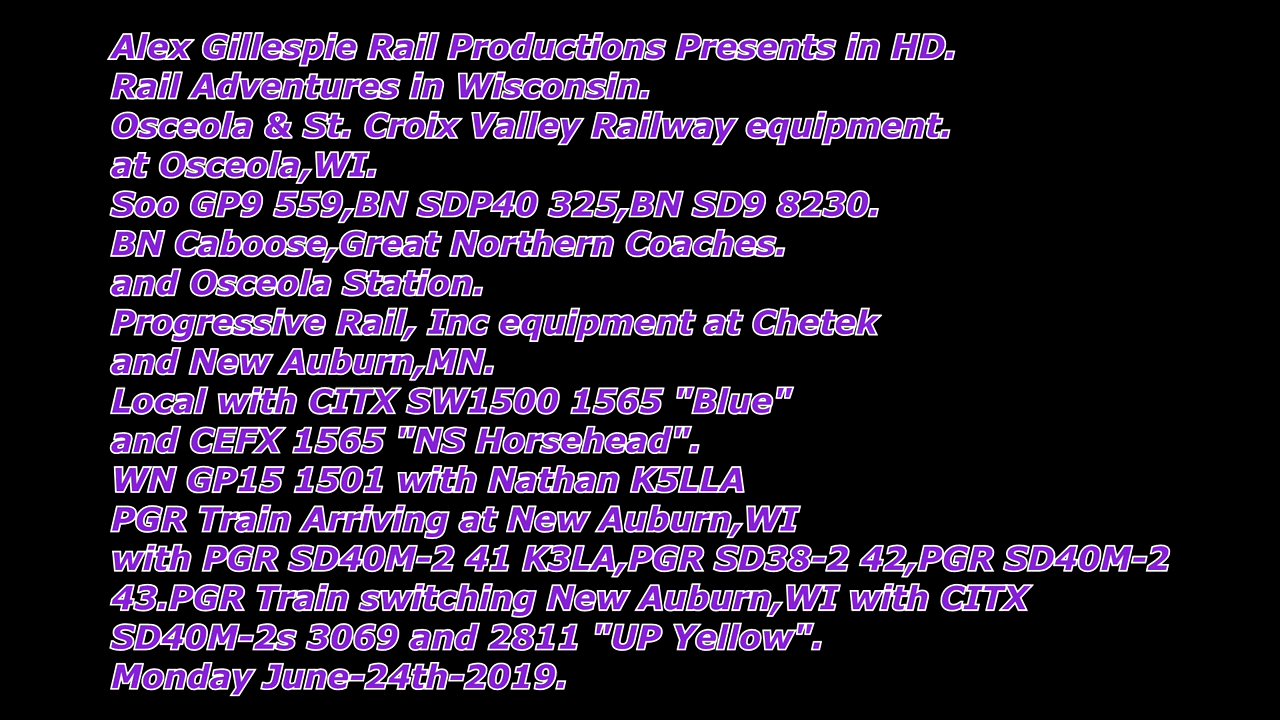 Alex Gillespie Rail Productions Presents in HD.
Rail Adventures in Wisconsin.
Osceola & St. Croix Valley Railway equipment.
at Osceola,WI.
Soo GP9 559,BN SDP40 325,BN SD9 8230.
BN Caboose,Great Northern Coaches.
and Osceola Station.
Progressive Rail, Inc equipment at Chetek
and New Auburn,MN.
Local with CITX SW1500 1565 "Blue"
and CEFX 1565 "NS Horsehead".
WN GP15 1501 with Nathan K5LLA
PGR Train Arriving at New Auburn,WI
with PGR SD40M-2 41 K3LA,PGR SD38-2 42,PGR SD40M-2
43.PGR Train switching New Auburn,WI with CITX
SD40M-2s 3069 and 2811 "UP Yellow".
Monday June-24th-2019.